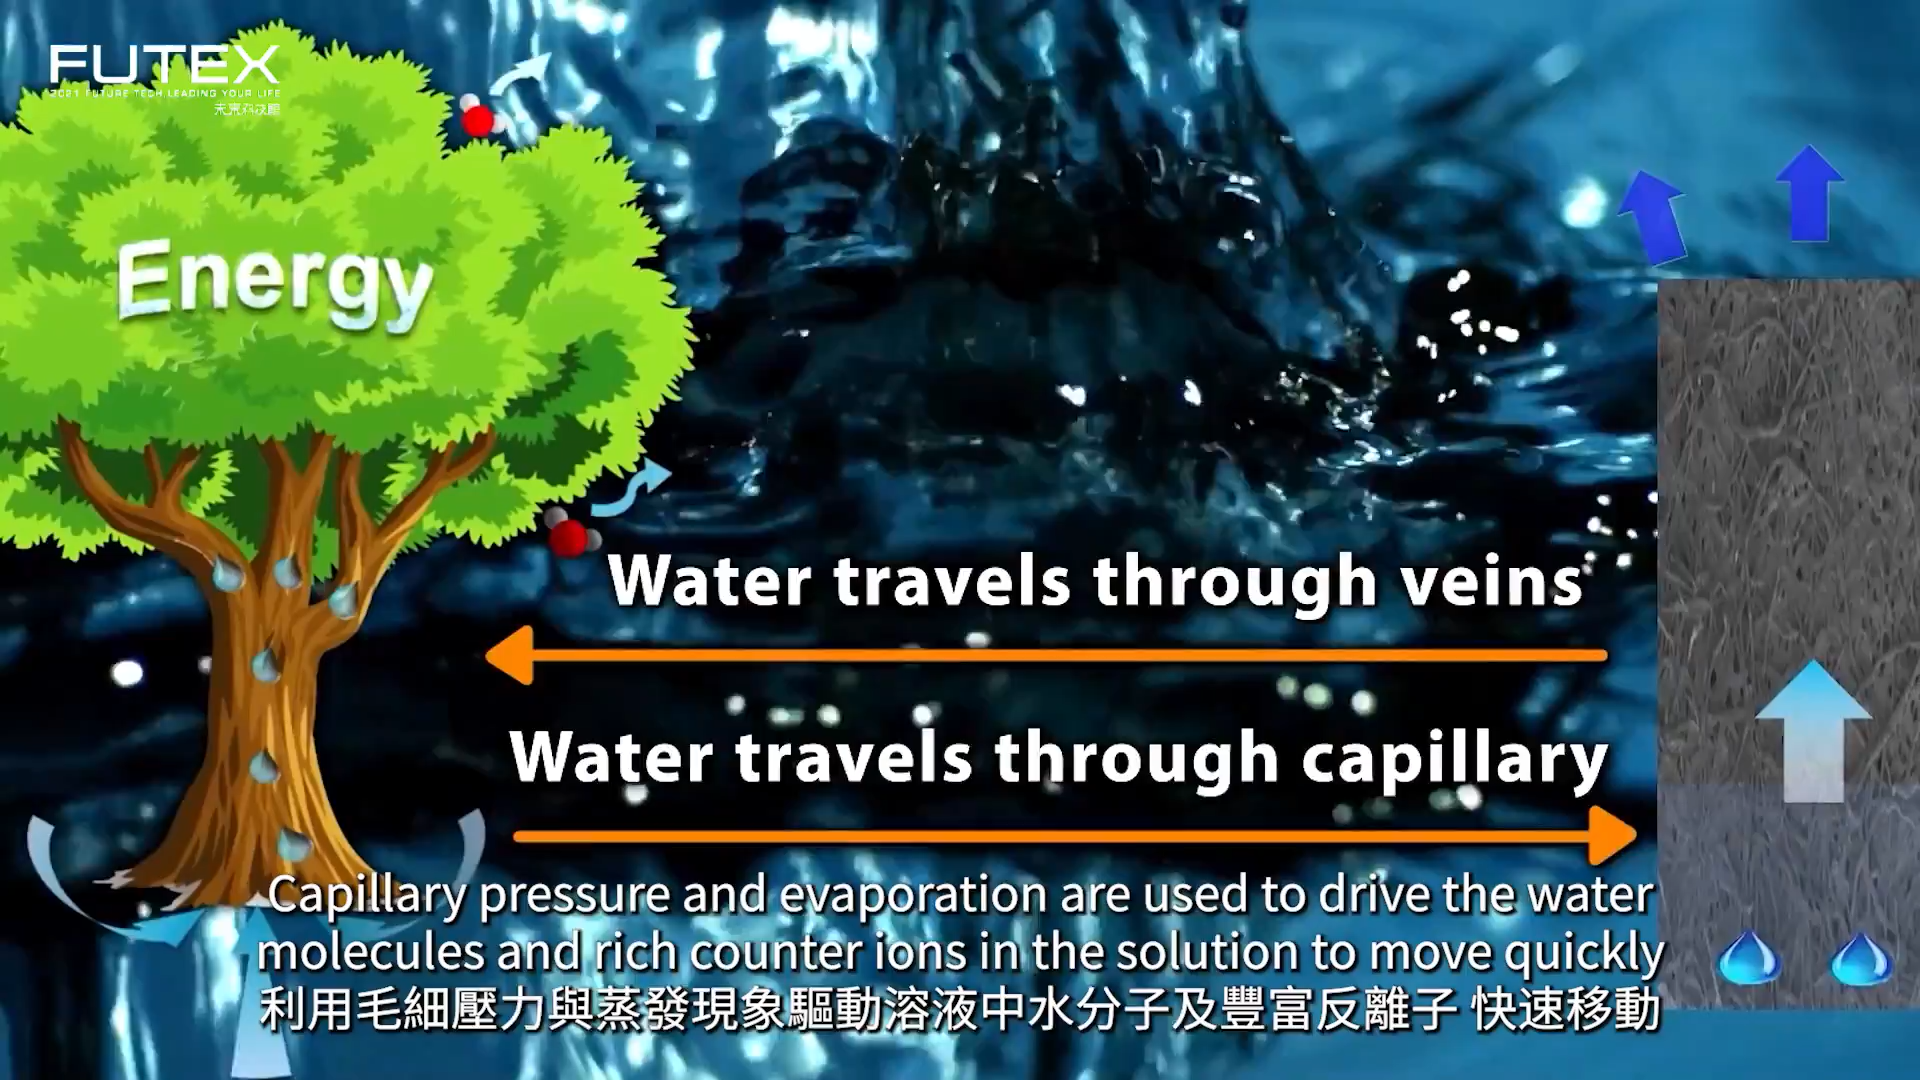 FUTEX
2021 FUTURE TECH.LEADING YOUR LIFE
未來科技館
Energy
Water travels through veins
Water travels through capillary
Capillary pressure and evaporation are used to drive the water
molecules and rich counter ions in the solution to move quickly
利用毛細壓力與蒸發現象驅動溶液中水分子及豐富反離子 快速移動